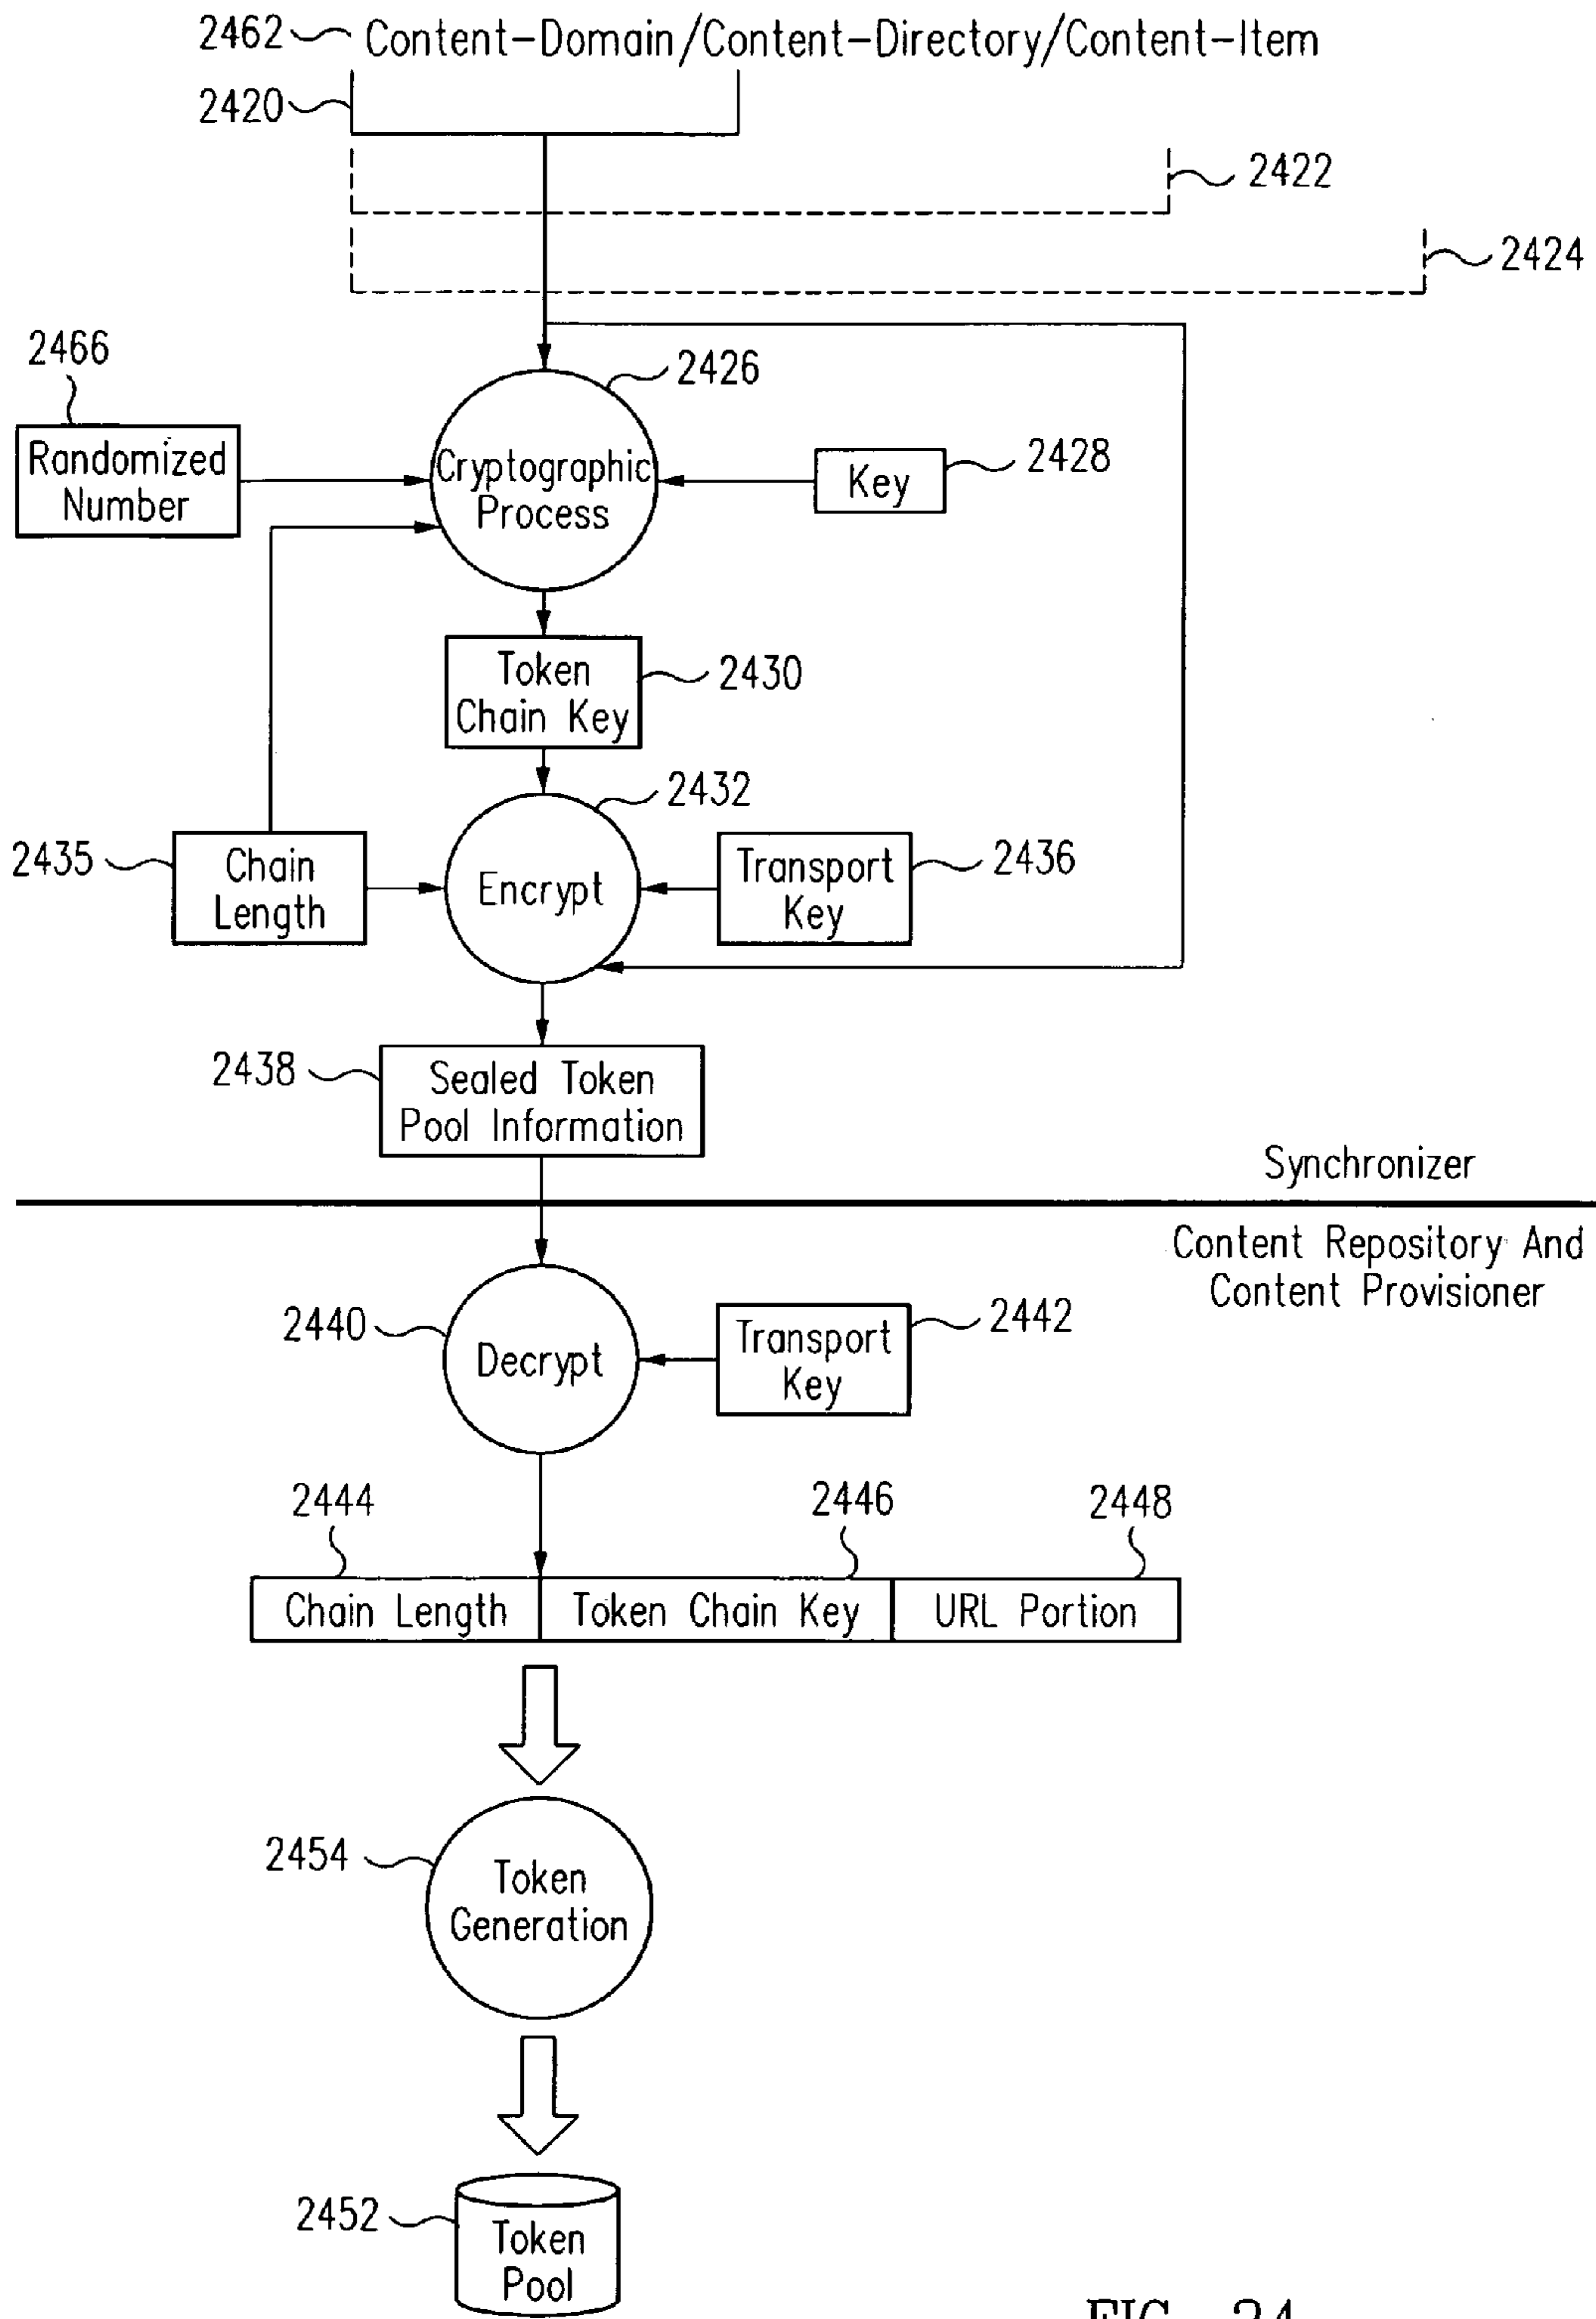 2462 Content-Domain/Content-Directory/Content-Item
2420
2422
2424
2466
2426
Randomized
Number
Cryptographic
Process
Key
2428
Token
Chain Key
2430
2432
2435
Chain
Length
Encrypt
Transport
Key
2436
2438
Sealed Token
Pool Information
Synchronizer
Content Repository And
Content Provisioner
2440
Decrypt
Transport
Key
2442
2444
2446
2448
Chain Length
Token Chain Key
URL Portion
2454
Token
Generation
2452
Token
Pool
FIG. 24